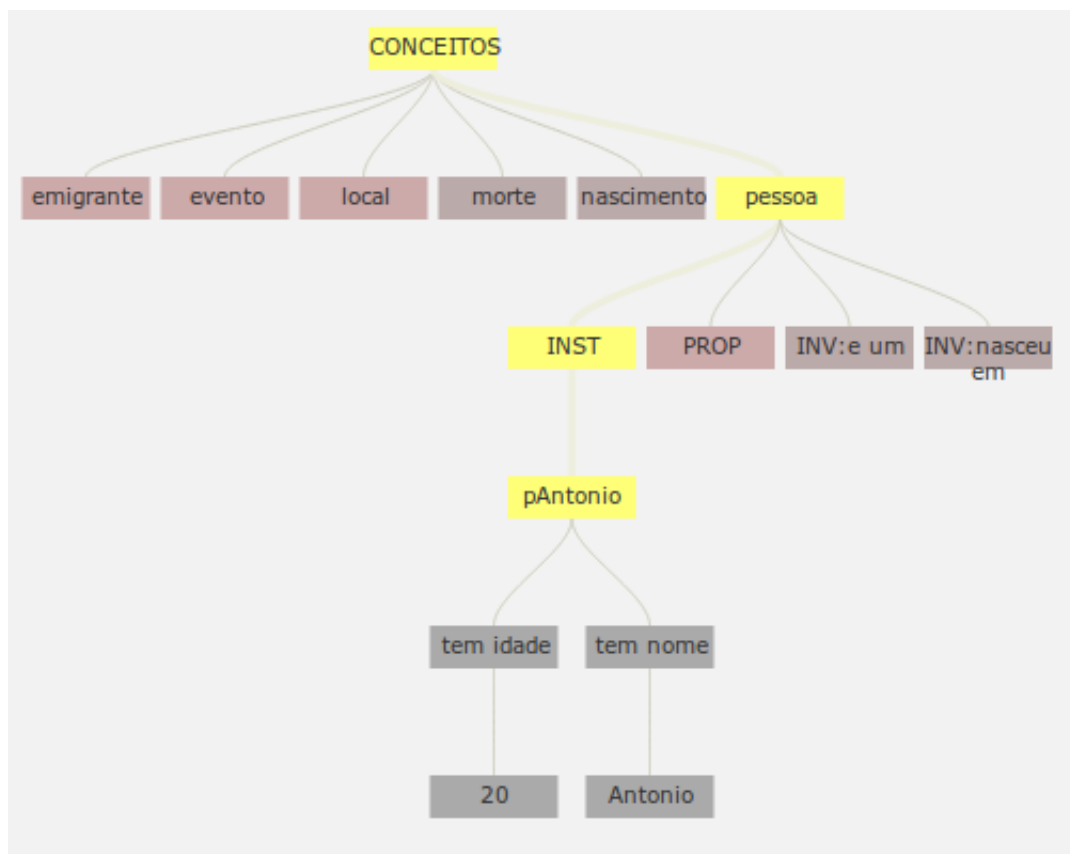 CONCEITOS
emigrante
evento
local
morte
nascimento
pessoa
INST
PROP
INV:e um
INV:nasceu
em
pAntonio
tem idade
tem nome
20
Antonio